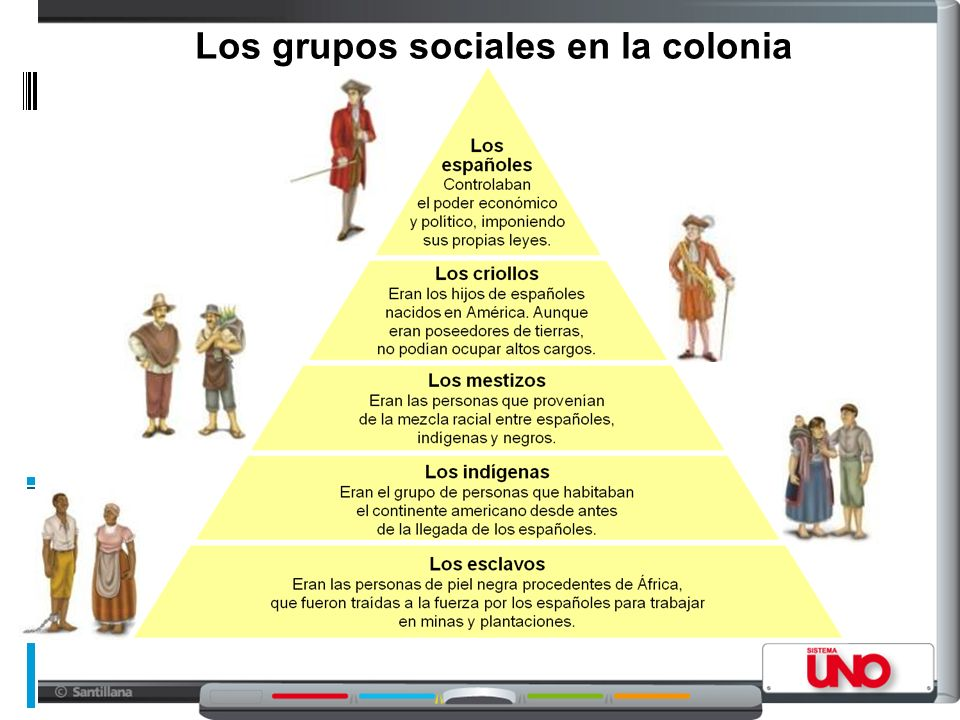 Los grupos sociales en la colonia
Los
españoles
Controlaban
el poder económico
y político, imponiendo
sus propias leyes.
Los criollos
Eran los hijos de españoles
nacidos en América. Aunque
eran poseedores de tierras,
no podían ocupar altos cargos.
Los mestizos
Eran las personas que provenían
de la mezcla racial entre españoles,
indígenas y negros.
Los indígenas
Eran el grupo de personas que habitaban
el continente americano desde antes
de la llegada de los españoles.
Los esclavos
Eran las personas de piel negra procedentes de África,
que fueron traídas a la fuerza por los españoles para trabajar
en minas y plantaciones.
SISTEMA
UNO
© Santillana